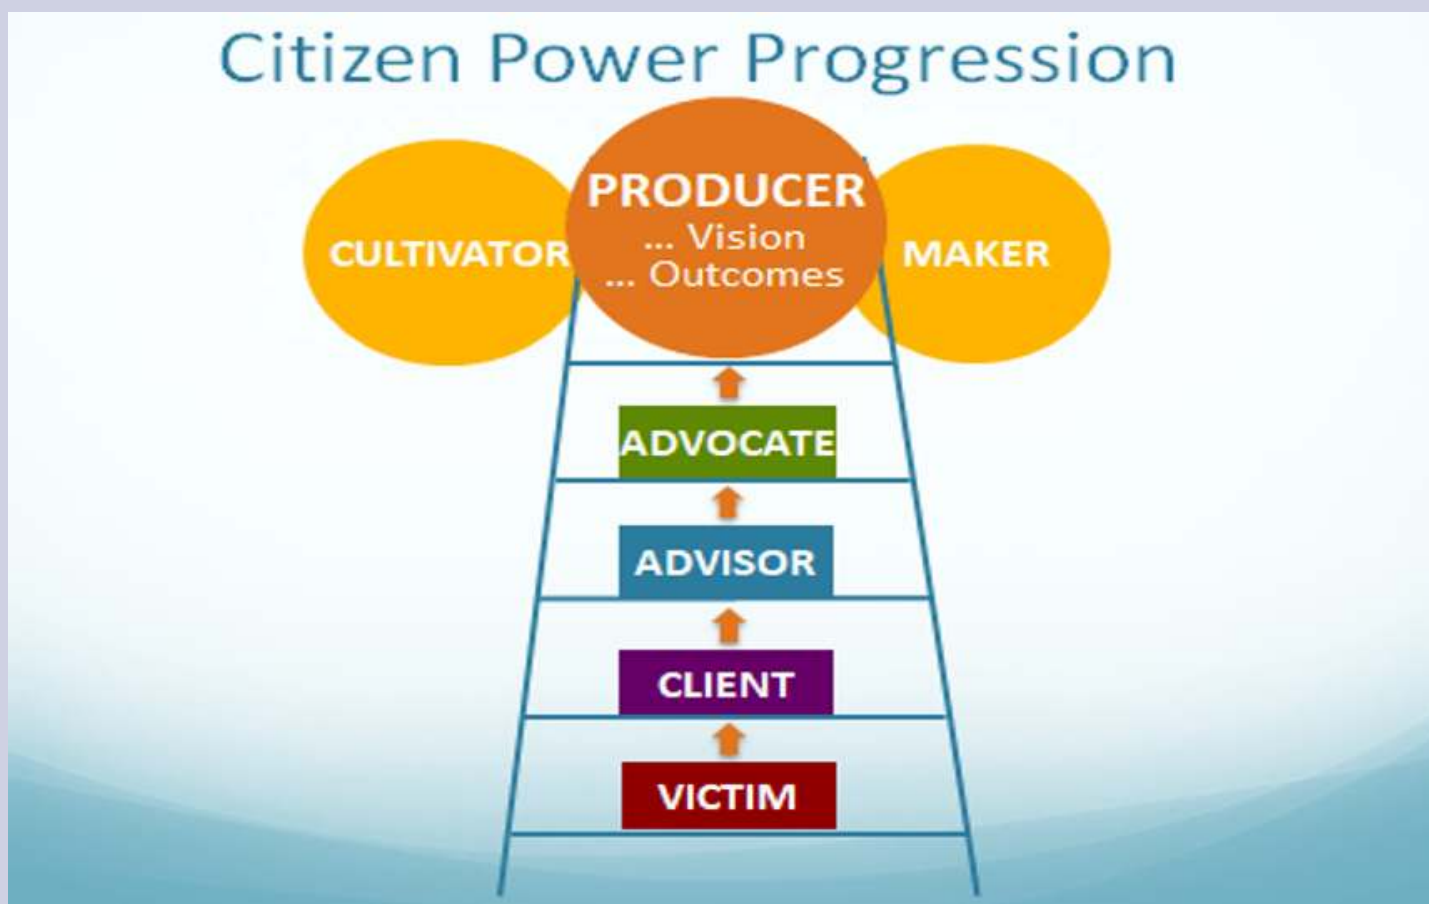 Citizen Power Progression
PRODUCER
... Vision
... Outcomes
CULTIVATOR
MAKER
ADVOCATE
ADVISOR
CLIENT
VICTIM